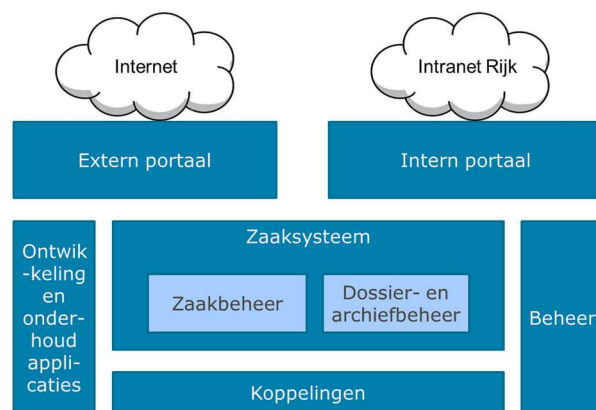 Internet
Intranet Rijk
Extern portaal
Intern portaal
Ontwik
-keling
en
onder-
houd
appli-
caties
Zaaksysteem
Zaakbeheer
Dossier- en
archiefbeheer
Beheer
Koppelingen